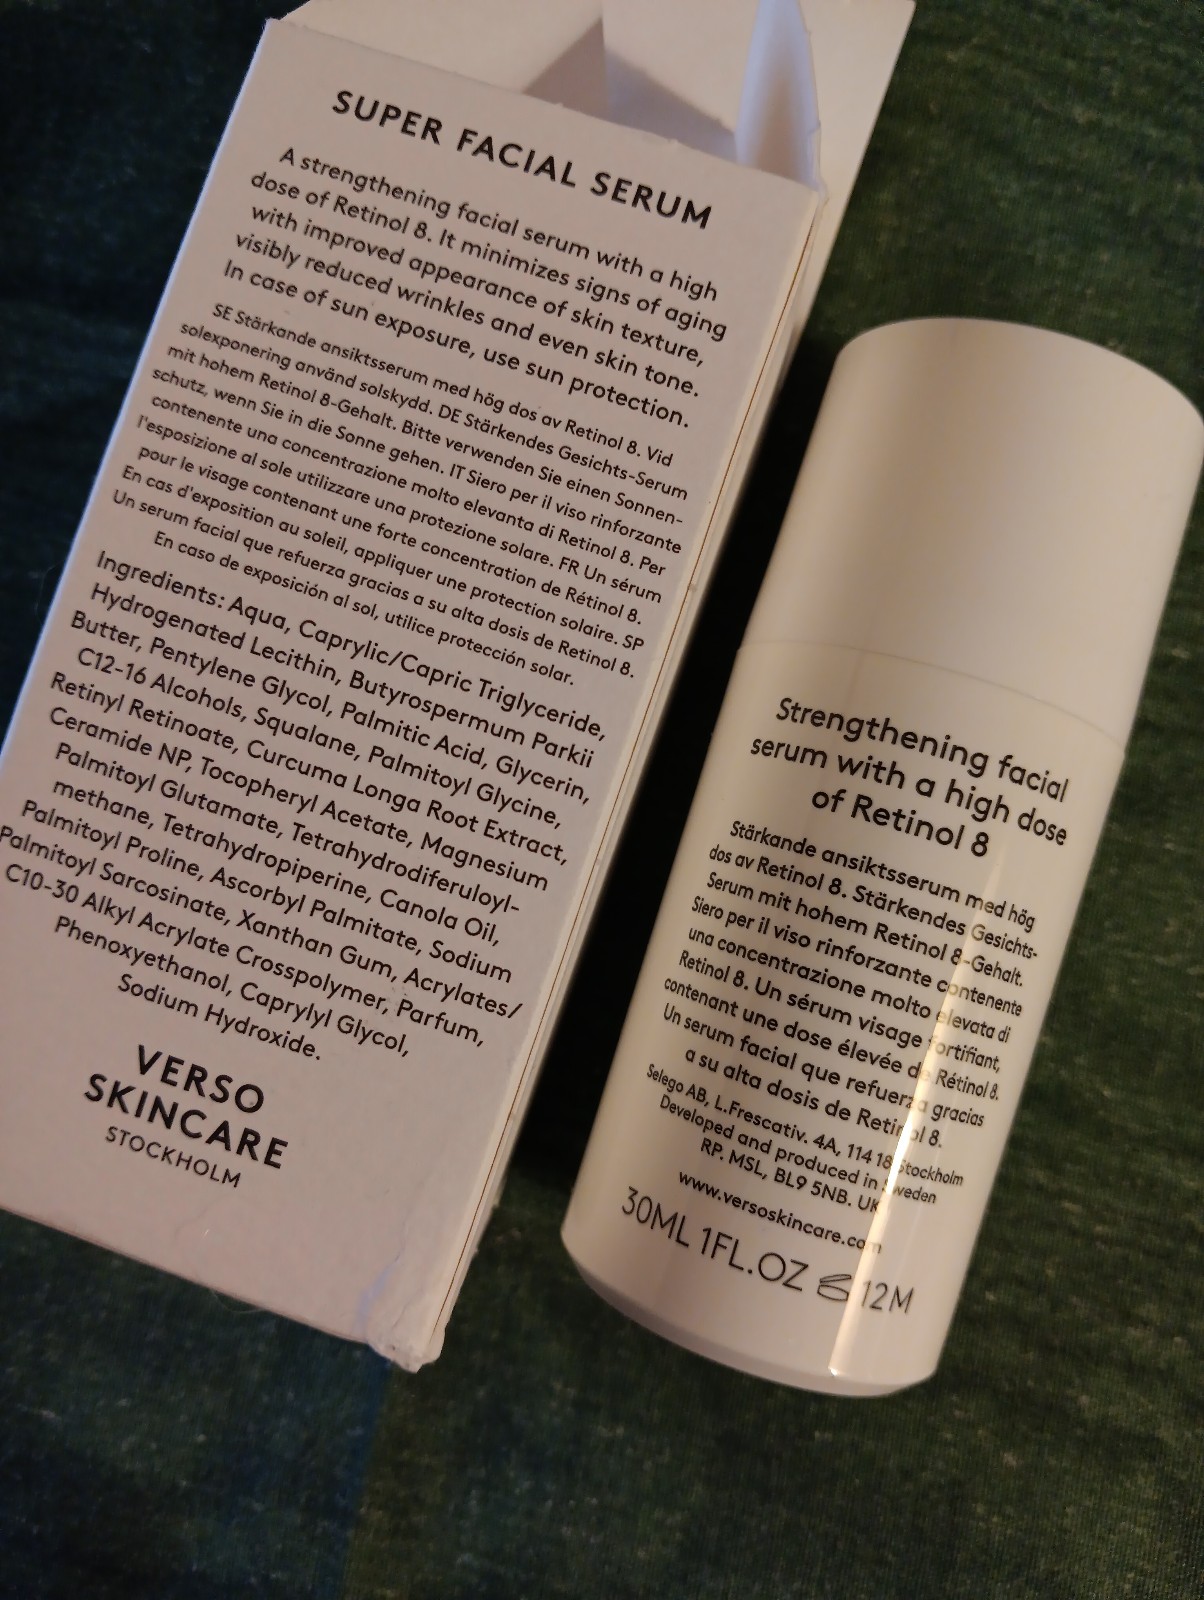 SUPER FACIAL SERUM
A strengthening facial serum with a high
dose of Retinol 8. It minimizes signs of aging
with improved appearance of skin texture,
visibly reduced wrinkles and even skin tone.
In case of sun exposure, use sun protection.
SE Stärkande ansiktsserum med hög dos av Retinol 8. Vid
solexponering använd solskydd. DE Stärkendes Gesichts-Serum
mit hohem Retinol 8-Gehalt. Bitte verwenden Sie einen Sonnen-
schutz, wenn Sie in die Sonne gehen. IT Siero per il viso rinforzante
contenente una concentrazione molto elevanta di Retinol 8. Per
l'esposizione al sole utilizzare una protezione solare. FR Un sérum
pour le visage contenant une forte concentration de Rétinol 8.
En cas d'exposition au soleil, appliquer une protection solaire. SP
Un serum facial que refuerza gracias a su alta dosis de Retinol 8.
En caso de exposición al sol, utilice protección solar.
Ingredients: Aqua, Caprylic/Capric Triglyceride,
Hydrogenated Lecithin, Butyrospermum Parkii
Butter, Pentylene Glycol, Palmitic Acid, Glycerin,
C12-16 Alcohols, Squalane, Palmitoyl Glycine,
Retinyl Retinoate, Curcuma Longa Root Extract,
Ceramide NP, Tocopheryl Acetate, Magnesium
Palmitoyl Glutamate, Tetrahydrodiferuloyl-
methane, Tetrahydropiperine, Canola Oil,
Palmitoyl Proline, Ascorbyl Palmitate, Sodium
Palmitoyl Sarcosinate, Xanthan Gum, Acrylates/
C10-30 Alkyl Acrylate Crosspolymer, Parfum,
Phenoxyethanol, Caprylyl Glycol,
Sodium Hydroxide.
VERSO
SKINCARE
STOCKHOLM
Strengthening facial
serum with a high dose
of Retinol 8
Stärkande ansiktsserum med hög
dos av Retinol 8. Stärkendes Gesichts-
Serum mit hohem Retinol 8-Gehalt.
Siero per il viso rinforzante contenente
una concentrazione molto elevata di
Retinol 8. Un sérum visage fortifiant,
contenant une dose élevée de Rétinol 8.
Un serum facial que refuerza gracias
a su alta dosis de Retinol 8.
Selego AB, L.Frescativ. 4A, 114 18 Stockholm
Developed and produced in Sweden
RP. MSL, BL9 5NB. UK
www.versoskincare.com
30ML 1FL.OZ 12M